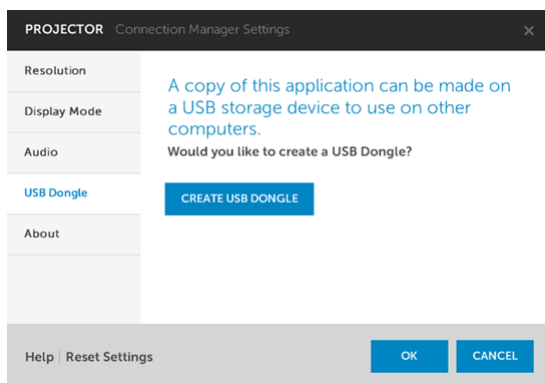 PROJECTOR Connection Manager Settings
Resolution
Display Mode
Audio
USB Dongle
About
A copy of this application can be made on
a USB storage device to use on other
computers.
Would you like to create a USB Dongle?
CREATE USB DONGLE
Help | Reset Settings
OK
CANCEL